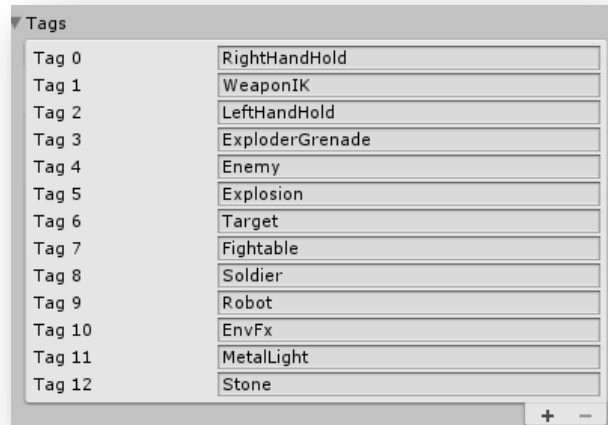 Tags
Tag 0 RightHandHold
Tag 1 WeaponIK
Tag 2 LeftHandHold
Tag 3 ExploderGrenade
Tag 4 Enemy
Tag 5 Explosion
Tag 6 Target
Tag 7 Fightable
Tag 8 Soldier
Tag 9 Robot
Tag 10 EnvFx
Tag 11 MetalLight
Tag 12 Stone
+ −